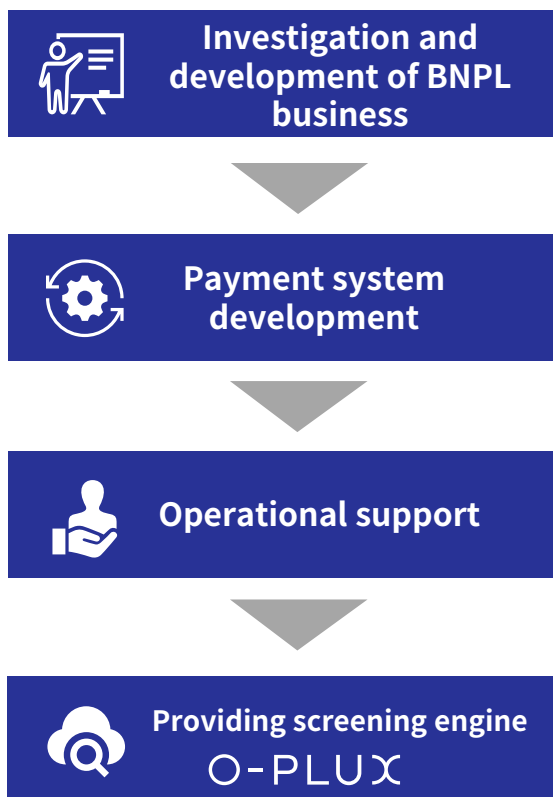 Investigation and
development of BNPL
business
Payment system
development
Operational support
Providing screening engine
O-PLUX